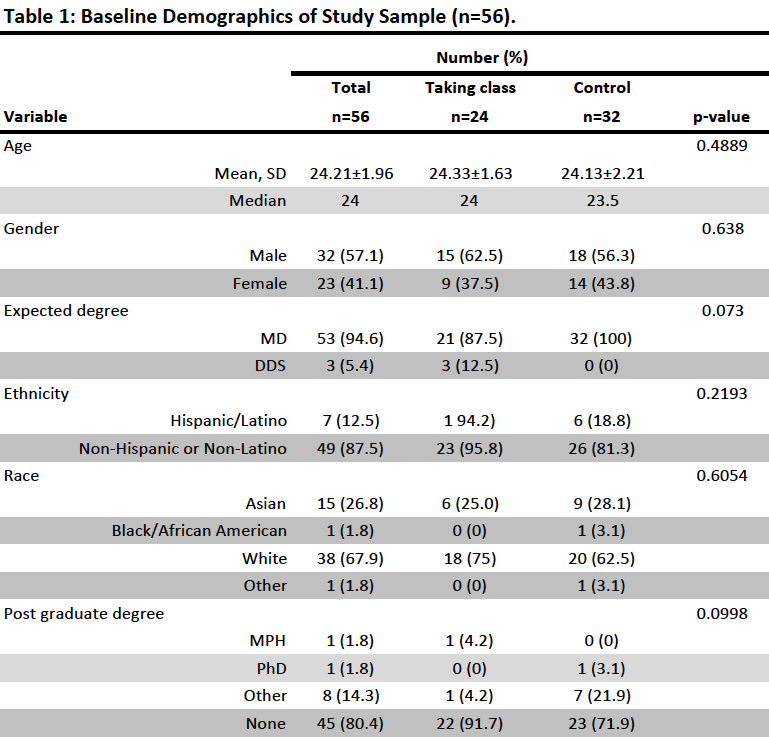 Table 1: Baseline Demographics of Study Sample (n=56).
Number (%)
Total Taking class Control
Variable n=56 n=24 n=32 p-value
Age 0.4889
Mean, SD 24.21±1.96 24.33±1.63 24.13±2.21
Median 24 24 23.5
Gender 0.638
Male 32 (57.1) 15 (62.5) 18 (56.3)
Female 23 (41.1) 9 (37.5) 14 (43.8)
Expected degree 0.073
MD 53 (94.6) 21 (87.5) 32 (100)
DDS 3 (5.4) 3 (12.5) 0 (0)
Ethnicity 0.2193
Hispanic/Latino 7 (12.5) 1 94.2) 6 (18.8)
Non-Hispanic or Non-Latino 49 (87.5) 23 (95.8) 26 (81.3)
Race 0.6054
Asian 15 (26.8) 6 (25.0) 9 (28.1)
Black/African American 1 (1.8) 0 (0) 1 (3.1)
White 38 (67.9) 18 (75) 20 (62.5)
Other 1 (1.8) 0 (0) 1 (3.1)
Post graduate degree 0.0998
MPH 1 (1.8) 1 (4.2) 0 (0)
PhD 1 (1.8) 0 (0) 1 (3.1)
Other 8 (14.3) 1 (4.2) 7 (21.9)
None 45 (80.4) 22 (91.7) 23 (71.9)